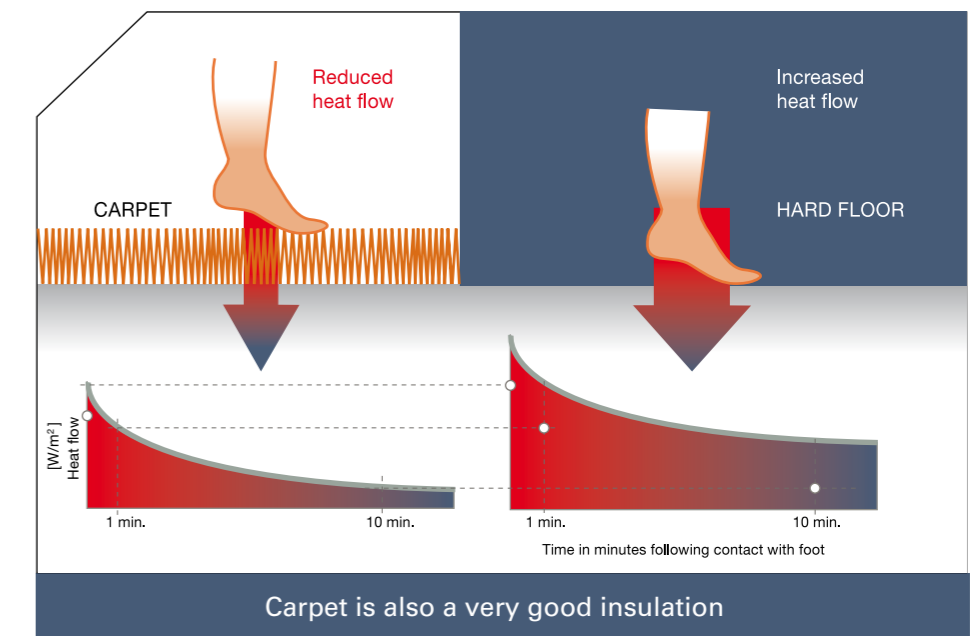 Reduced
heat flow
Increased
heat flow
CARPET
HARD FLOOR
[W/m²]
Heat flow
1 min.
10 min.
1 min.
10 min.
Time in minutes following contact with foot
Carpet is also a very good insulation